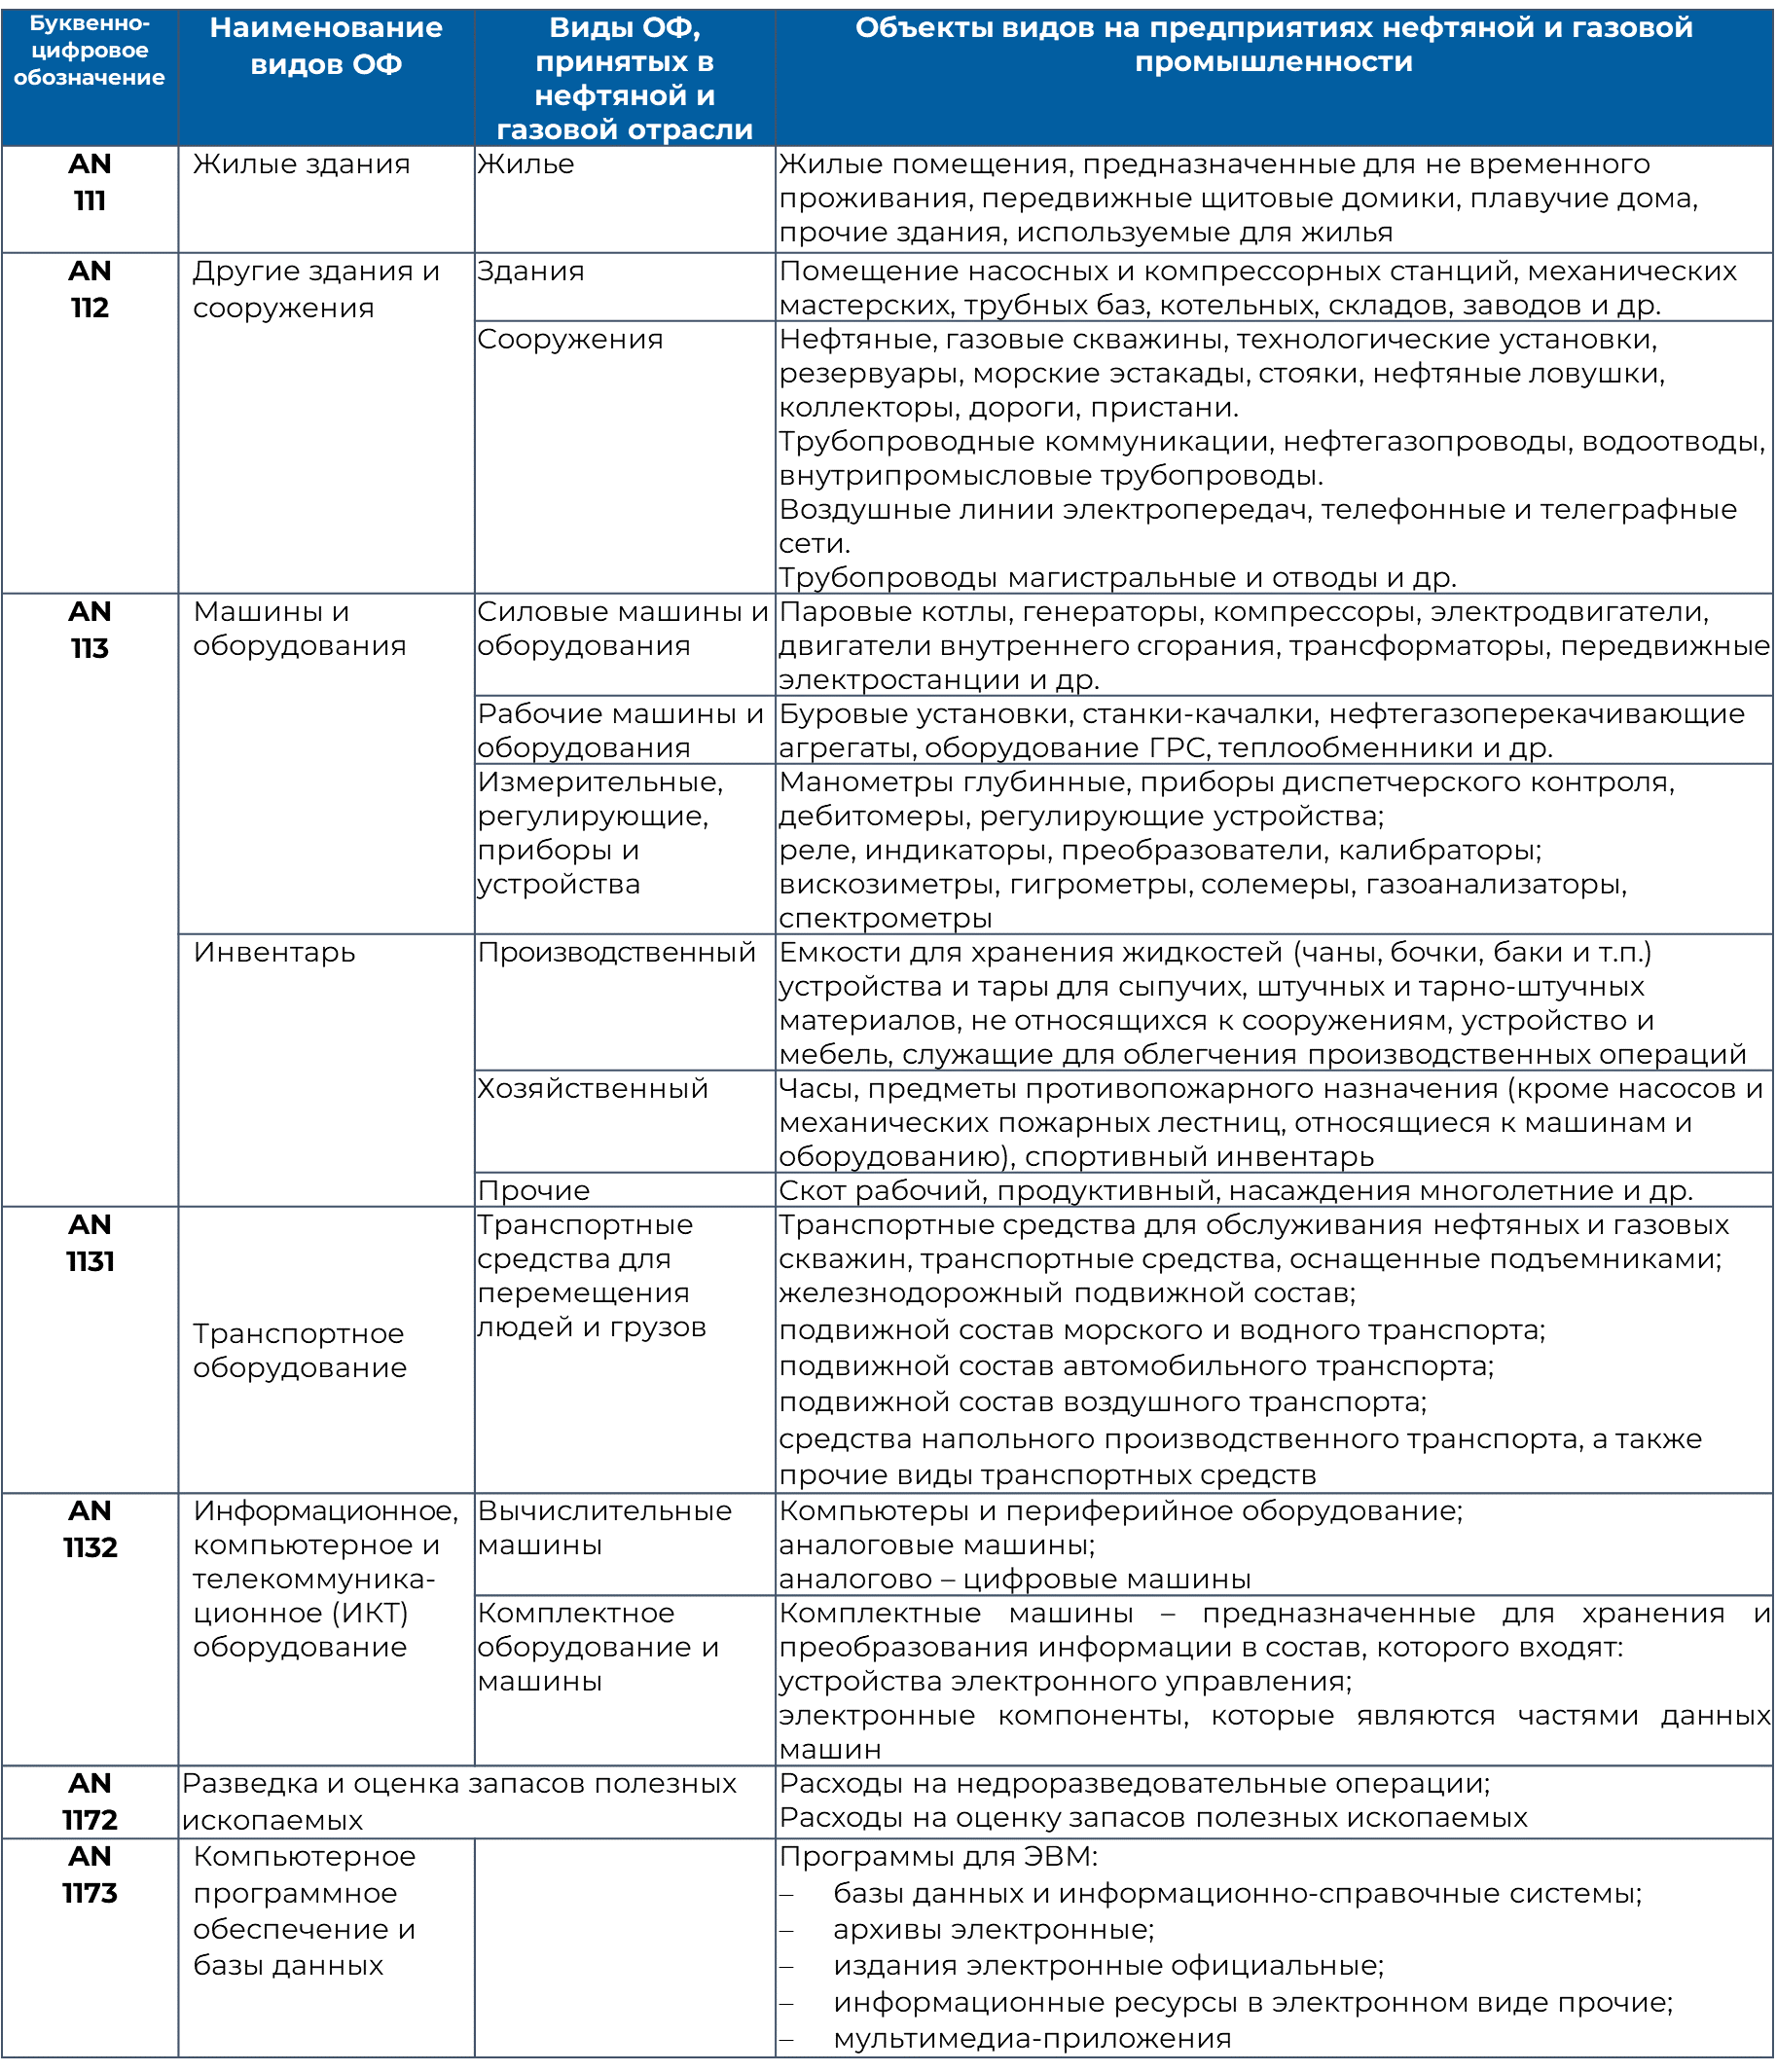 Буквенно-
цифровое
обозначение
Наименование
видов ОФ
Виды ОФ,
принятых в
нефтяной и
газовой отрасли
Объекты видов на предприятиях нефтяной и газовой
промышленности
AN
111
Жилые здания
Жилье
Жилые помещения, предназначенные для не временного
проживания, передвижные щитовые домики, плавучие дома,
прочие здания, используемые для жилья
AN
112
Другие здания и
сооружения
Здания
Помещение насосных и компрессорных станций, механических
мастерских, трубных баз, котельных, складов, заводов и др.
Сооружения
Нефтяные, газовые скважины, технологические установки,
резервуары, морские эстакады, стояки, нефтяные ловушки,
коллекторы, дороги, пристани.
Трубопроводные коммуникации, нефтегазопроводы, водоотводы,
внутрипромысловые трубопроводы.
Воздушные линии электропередач, телефонные и телеграфные
сети.
Трубопроводы магистральные и отводы и др.
AN
113
Машины и
оборудования
Силовые машины и
оборудования
Паровые котлы, генераторы, компрессоры, электродвигатели,
двигатели внутреннего сгорания, трансформаторы, передвижные
электростанции и др.
Рабочие машины и
оборудования
Буровые установки, станки-качалки, нефтегазоперекачивающие
агрегаты, оборудование ГРС, теплообменники и др.
Измерительные,
регулирующие,
приборы и
устройства
Манометры глубинные, приборы диспетчерского контроля,
дебитомеры, регулирующие устройства;
реле, индикаторы, преобразователи, калибраторы;
вискозиметры, гигрометры, солемеры, газоанализаторы,
спектрометры
Инвентарь
Производственный
Емкости для хранения жидкостей (чаны, бочки, баки и т.п.)
устройства и тары для сыпучих, штучных и тарно-штучных
материалов, не относящихся к сооружениям, устройство и
мебель, служащие для облегчения производственных операций
Хозяйственный
Часы, предметы противопожарного назначения (кроме насосов и
механических пожарных лестниц, относящиеся к машинам и
оборудованию), спортивный инвентарь
Прочие
Скот рабочий, продуктивный, насаждения многолетние и др.
AN
1131
Транспортное
оборудование
Транспортные
средства для
перемещения
людей и грузов
Транспортные средства для обслуживания нефтяных и газовых
скважин, транспортные средства, оснащенные подъемниками;
железнодорожный подвижной состав;
подвижной состав морского и водного транспорта;
подвижной состав автомобильного транспорта;
подвижной состав воздушного транспорта;
средства напольного производственного транспорта, а также
прочие виды транспортных средств
AN
1132
Информационное,
компьютерное и
телекоммуника-
ционное (ИКТ)
оборудование
Вычислительные
машины
Компьютеры и периферийное оборудование;
аналоговые машины;
аналогово – цифровые машины
Комплектное
оборудование и
машины
Комплектные машины – предназначенные для хранения и
преобразования информации в состав, которого входят:
устройства электронного управления;
электронные компоненты, которые являются частями данных
машин
AN
1172
Разведка и оценка запасов полезных
ископаемых
Расходы на недроразведовательные операции;
Расходы на оценку запасов полезных ископаемых
AN
1173
Компьютерное
программное
обеспечение и
базы данных
Программы для ЭВМ:
– базы данных и информационно-справочные системы;
– архивы электронные;
– издания электронные официальные;
– информационные ресурсы в электронном виде прочие;
– мультимедиа-приложения